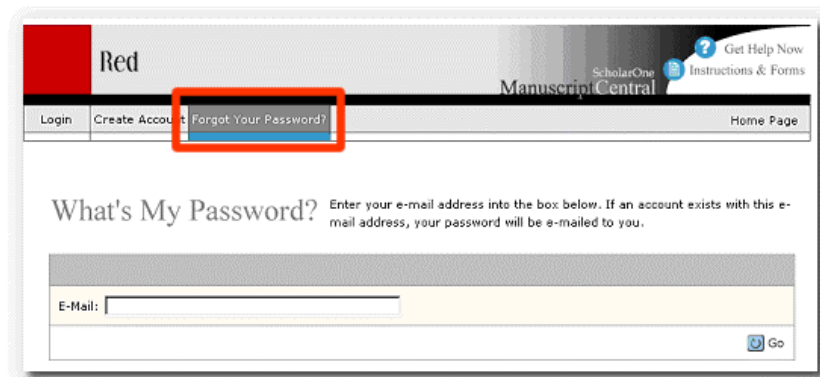 Red
Get Help Now
ScholarOne
Instructions & Forms
Manuscript Central
Login Create Account Forgot Your Password? Home Page
What's My Password?
Enter your e-mail address into the box below. If an account exists with this e-
mail address, your password will be e-mailed to you.
E-Mail:
Go